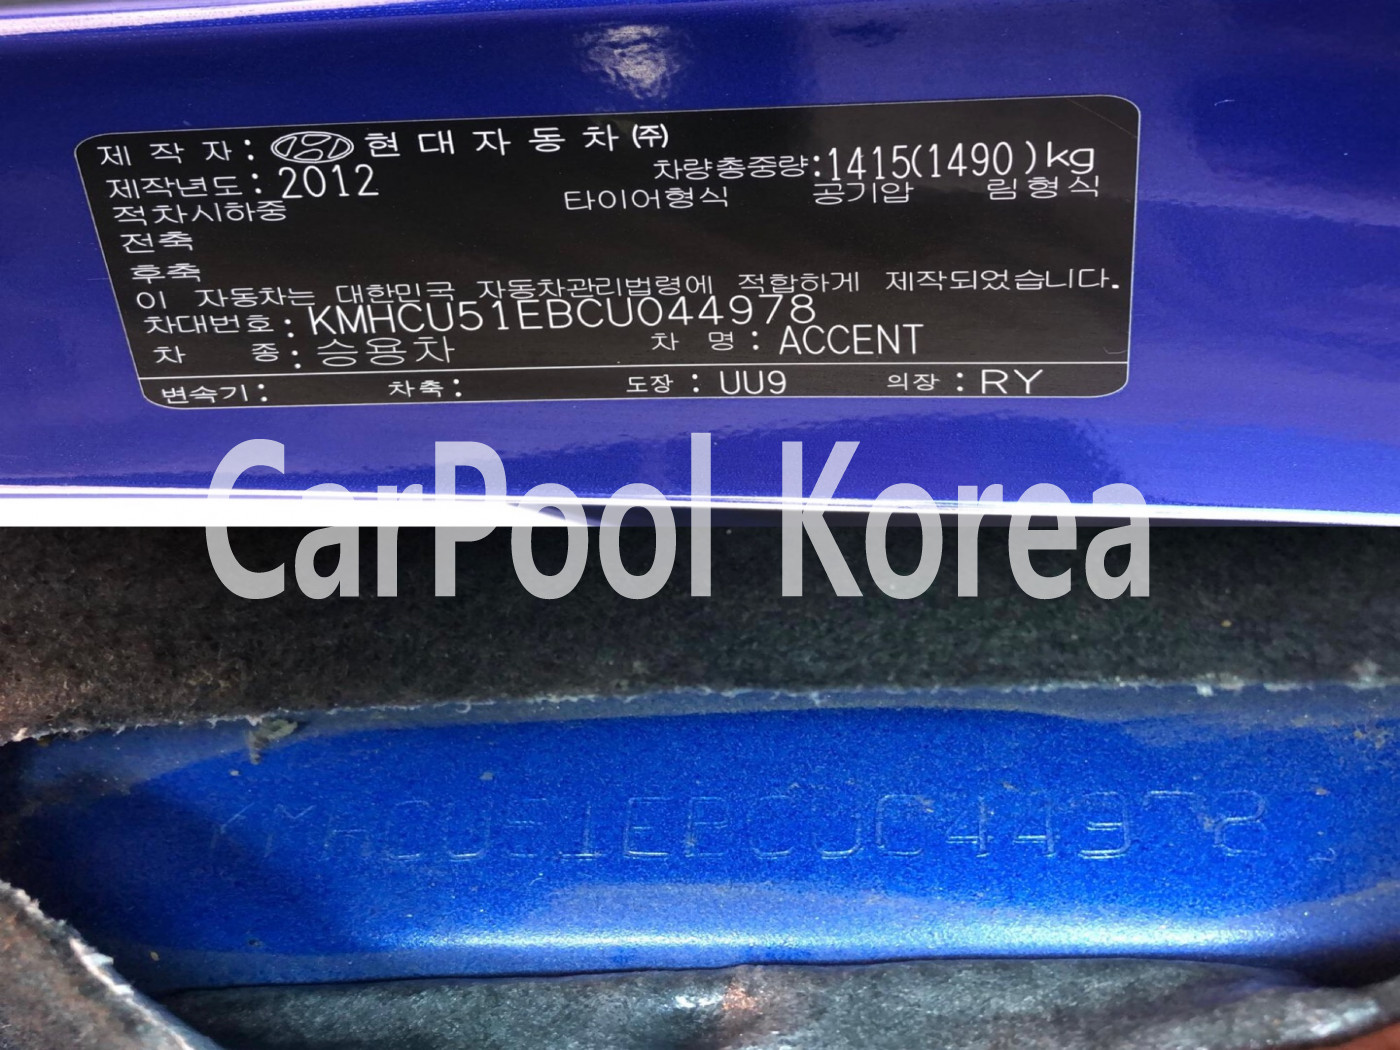 제 작 자 : 현 대 자 동 차 ㈜
제작년도 : 2012 차량총중량 : 1415(1490 )kg
적차시하중 타이어형식 공기압 림형식
전축
후축
이 자동차는 대한민국 자동차관리법령에 적합하게 제작되었습니다.
차대번호 : KMHCU51EBCU044978
차 종 : 승용차 차 명 : ACCENT
변속기 : 차축 : 도장 : UU9 의장 : RY
CarPool Korea
KMHCU51EBCU044978